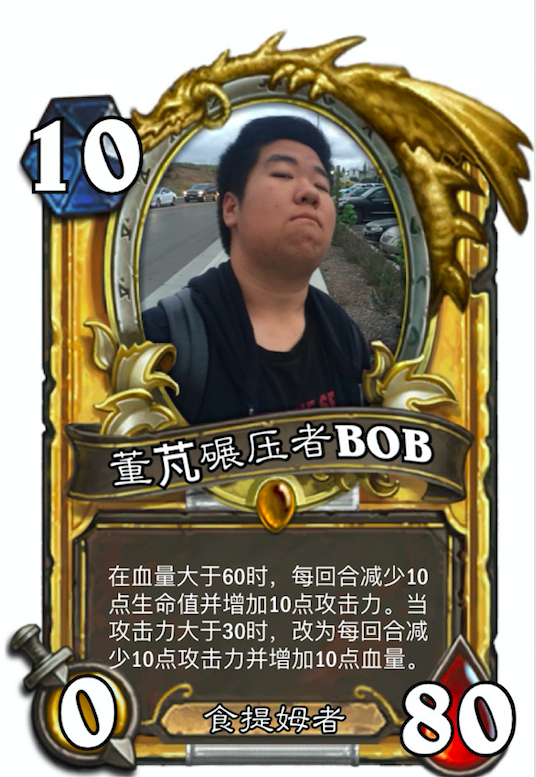 10
董芃碾压者BOB
在血量大于60时，每回合减少10
点生命值并增加10点攻击力。当
攻击力大于30时，改为每回合减
少10点攻击力并增加10点血量。
0
食提姆者
80